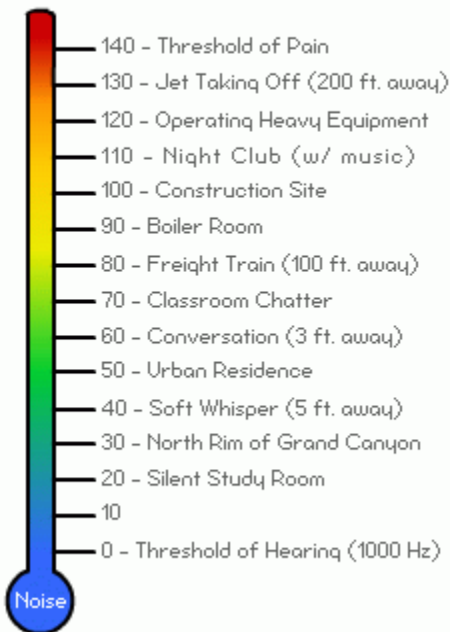 140 - Threshold of Pain
130 - Jet Taking Off (200 ft. away)
120 - Operating Heavy Equipment
110 - Night Club (w/ music)
100 - Construction Site
90 - Boiler Room
80 - Freight Train (100 ft. away)
70 - Classroom Chatter
60 - Conversation (3 ft. away)
50 - Urban Residence
40 - Soft Whisper (5 ft. away)
30 - North Rim of Grand Canyon
20 - Silent Study Room
10
0 - Threshold of Hearing (1000 Hz)
Noise